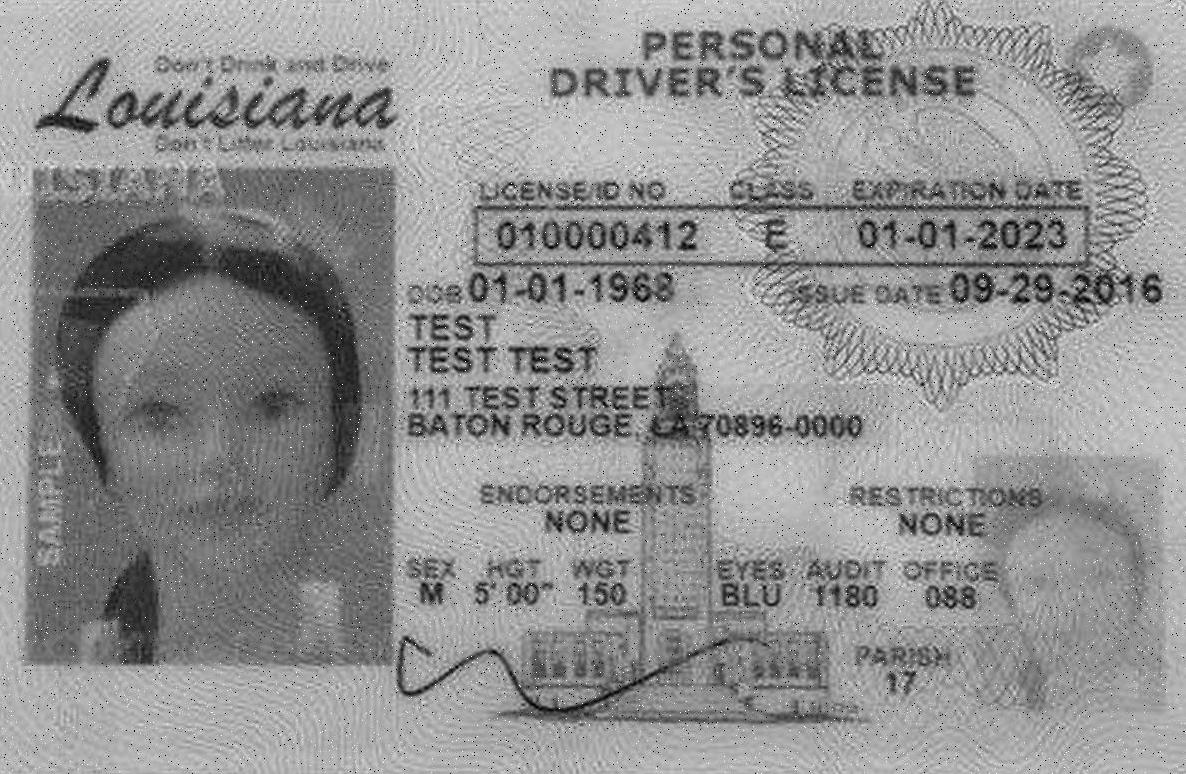 Don't Drink and Drive
Louisiana
Don't Litter Louisiana
PERSONAL
DRIVER'S LICENSE
LICENSE/ID NO CLASS EXPIRATION DATE
010000412 E 01-01-2023
DOB 01-01-1968 ISSUE DATE 09-29-2016
TEST
TEST TEST
111 TEST STREET
BATON ROUGE, LA 70896-0000
ENDORSEMENTS RESTRICTIONS
NONE NONE
SEX HGT WGT EYES AUDIT OFFICE
M 5' 00" 150 BLU 1180 088
PARISH
17
SAMPLE